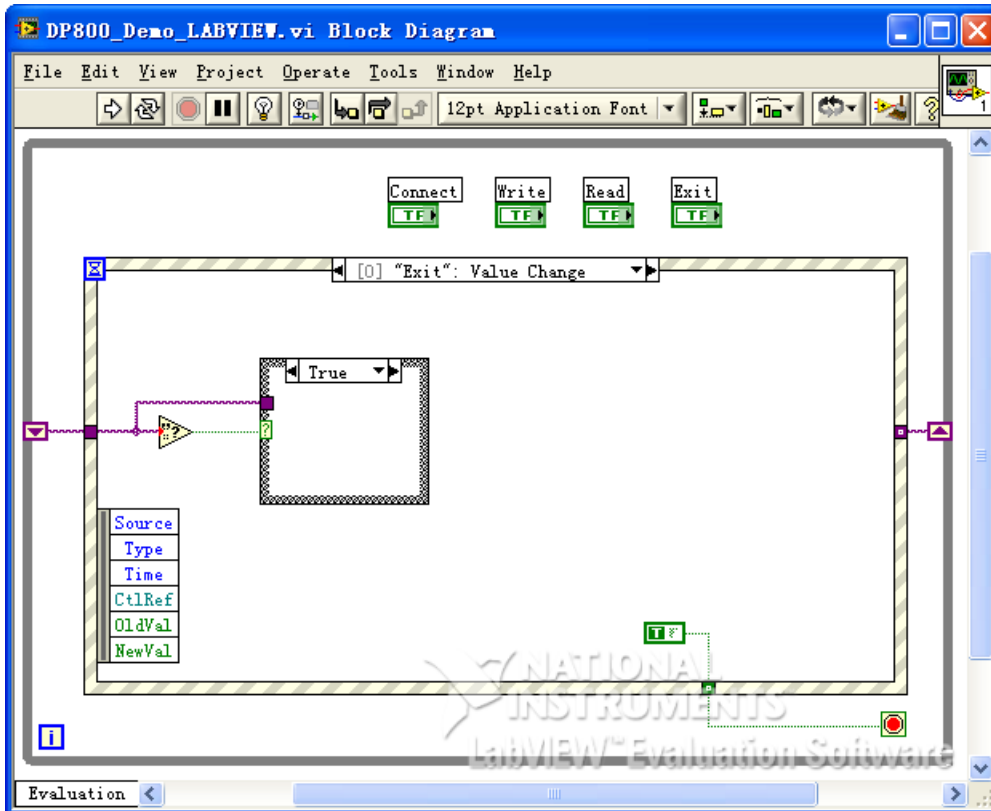 DP800_Demo_LABVIEW.vi Block Diagram
File Edit View Project Operate Tools Window Help
12pt Application Font
1
Connect Write Read Exit
TF TF TF TF
[0] "Exit": Value Change
True
?
?
Source
Type
Time
CtlRef
OldVal
NewVal
T F
NATIONAL
INSTRUMENTS
i
LabVIEW™ Evaluation Software
Evaluation